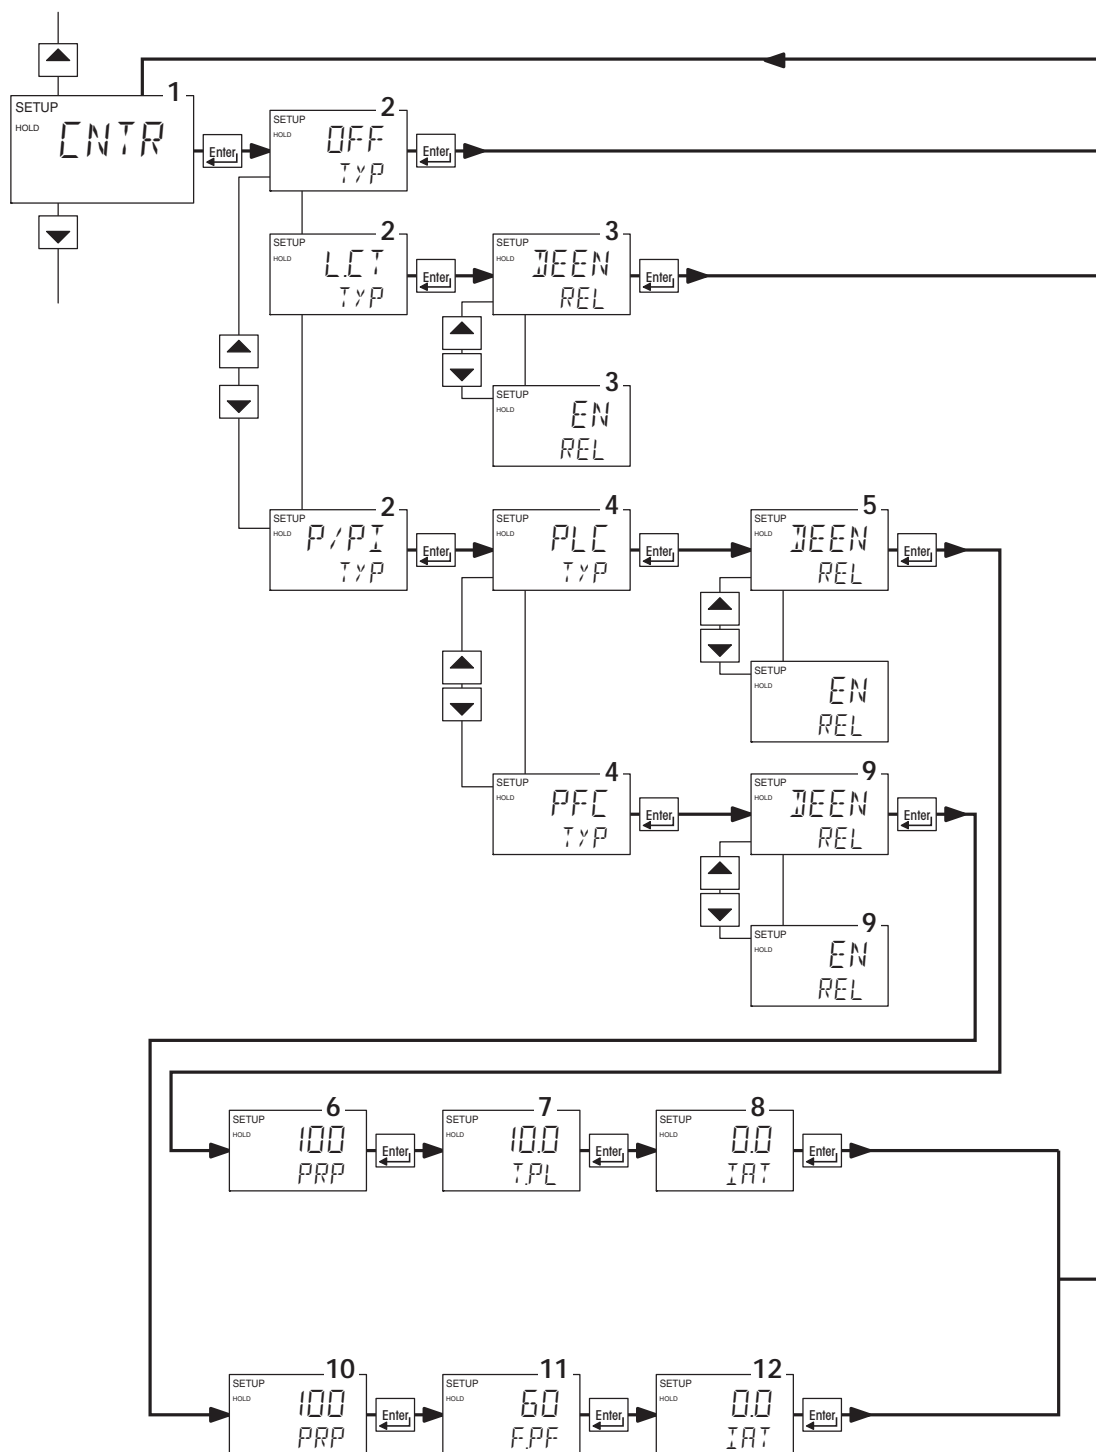 1
SETUP
HOLD
CNTR
Enter
2
SETUP
HOLD
OFF
TYP
Enter
2
SETUP
HOLD
L.CT
TYP
Enter
3
SETUP
HOLD
DEEN
REL
Enter
3
SETUP
HOLD
EN
REL
2
SETUP
HOLD
P/PI
TYP
Enter
4
SETUP
HOLD
PLC
TYP
Enter
5
SETUP
HOLD
DEEN
REL
Enter
SETUP
HOLD
EN
REL
4
SETUP
HOLD
PFC
TYP
Enter
9
SETUP
HOLD
DEEN
REL
Enter
9
SETUP
HOLD
EN
REL
6
SETUP
HOLD
100
PRP
Enter
7
SETUP
HOLD
10.0
T.PL
Enter
8
SETUP
HOLD
0.0
IAT
Enter
10
SETUP
HOLD
100
PRP
Enter
11
SETUP
HOLD
60
F.PF
Enter
12
SETUP
HOLD
0.0
IAT
Enter